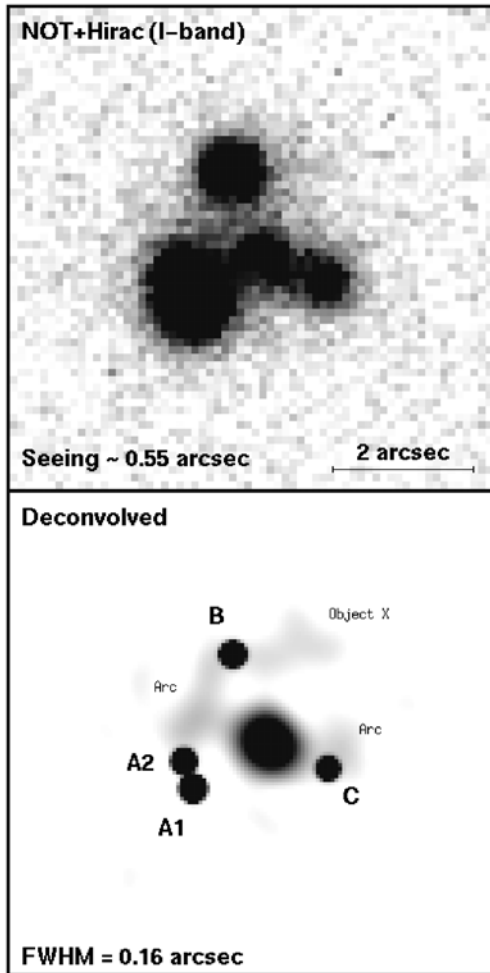 NOT+Hirac (I-band)
Seeing ~ 0.55 arcsec
2 arcsec
Deconvolved
B
Object X
Arc
Arc
A2
C
A1
FWHM = 0.16 arcsec